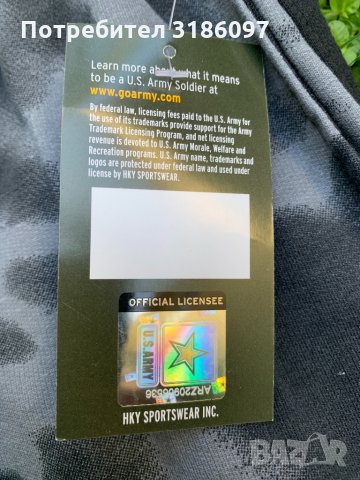 Потребител 3186097
Learn more about what it means
to be a U.S. Army Soldier at
www.goarmy.com
By federal law, licensing fees paid to the U.S. Army for
the use of its trademarks provide support for the Army
Trademark Licensing Program, and net licensing
revenue is devoted to U.S. Army Morale, Welfare and
Recreation programs. U.S. Army name, trademarks and
logos are protected under federal law and used under
license by HKY SPORTSWEAR.
OFFICIAL LICENSEE
U.S.ARMY
ARZ20906536
HKY SPORTSWEAR INC.
BAZAR